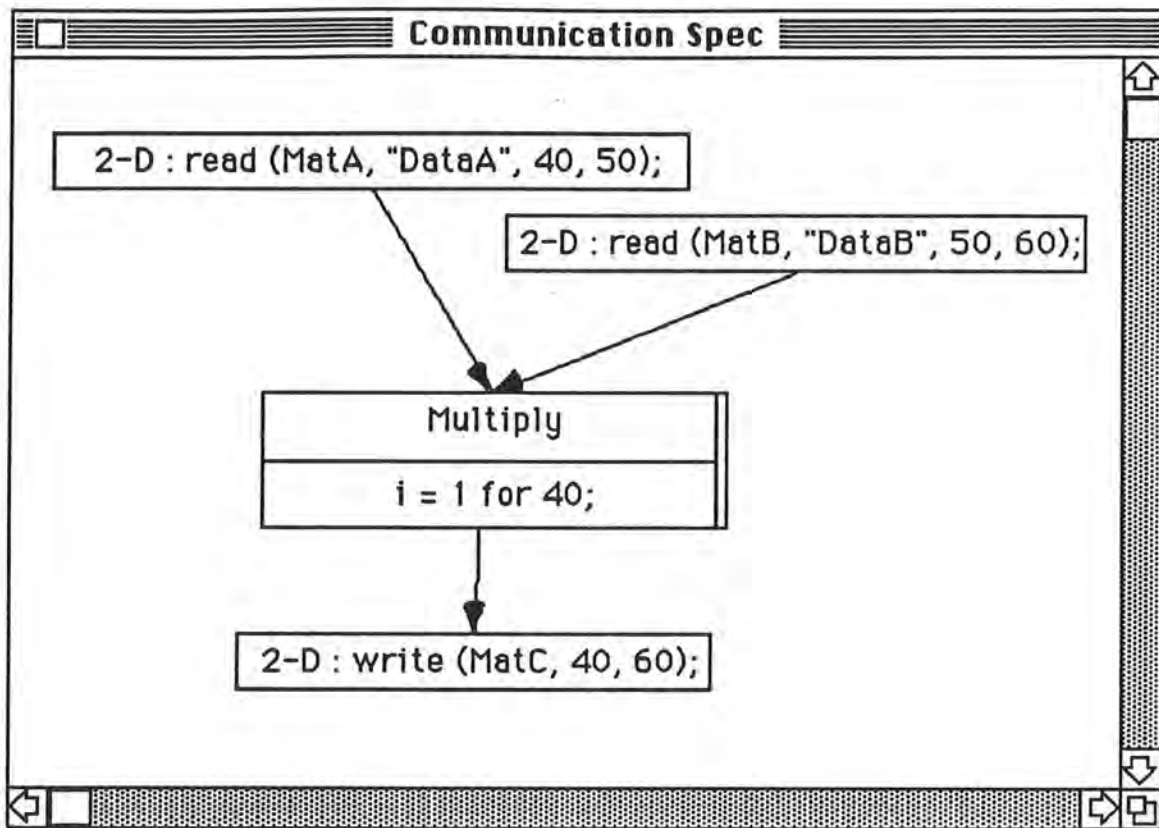 Communication Spec
2-D : read (MatA, "DataA", 40, 50);
2-D : read (MatB, "DataB", 50, 60);
Multiply
i = 1 for 40;
2-D : write (MatC, 40, 60);